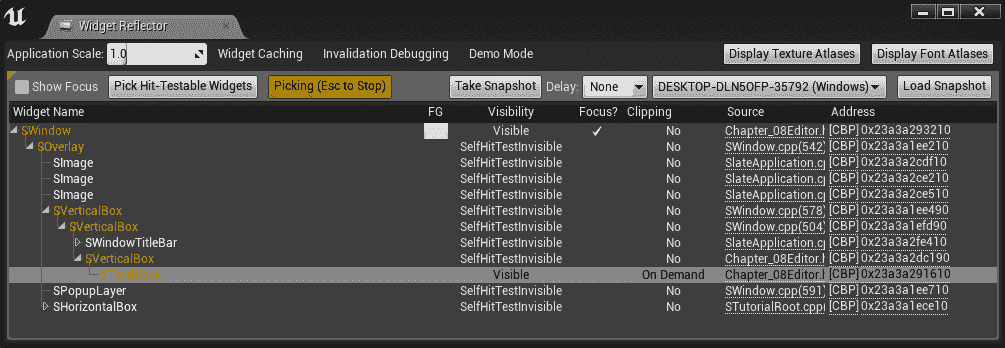 Widget Reflector
Application Scale: 1.0 Widget Caching Invalidation Debugging Demo Mode Display Texture Atlases Display Font Atlases
Show Focus Pick Hit-Testable Widgets Picking (Esc to Stop) Take Snapshot Delay: None DESKTOP-DLN5OFP-35792 (Windows) Load Snapshot
Widget Name FG Visibility Focus? Clipping Source Address
SWindow Visible ✓ No Chapter_08Editor.h [CBP] 0x23a3a293210
SOverlay SelfHitTestInvisible No SWindow.cpp(542) [CBP] 0x23a3a1ee210
SImage SelfHitTestInvisible No SlateApplication.cp [CBP] 0x23a3a2cdf10
SImage SelfHitTestInvisible No SlateApplication.cp [CBP] 0x23a3a2ce210
SImage SelfHitTestInvisible No SlateApplication.cp [CBP] 0x23a3a2ce510
SVerticalBox SelfHitTestInvisible No SWindow.cpp(578) [CBP] 0x23a3a1ee490
SVerticalBox SelfHitTestInvisible No SWindow.cpp(504) [CBP] 0x23a3a1efd90
SWindowTitleBar SelfHitTestInvisible No SlateApplication.cp [CBP] 0x23a3a2fe410
SVerticalBox SelfHitTestInvisible No Chapter_08Editor.h [CBP] 0x23a3a2dc190
STextBlock Visible On Demand Chapter_08Editor.h [CBP] 0x23a3a291610
SPopupLayer SelfHitTestInvisible No SWindow.cpp(591) [CBP] 0x23a3a1ee710
SHorizontalBox SelfHitTestInvisible No STutorialRoot.cpp( [CBP] 0x23a3a1ece10